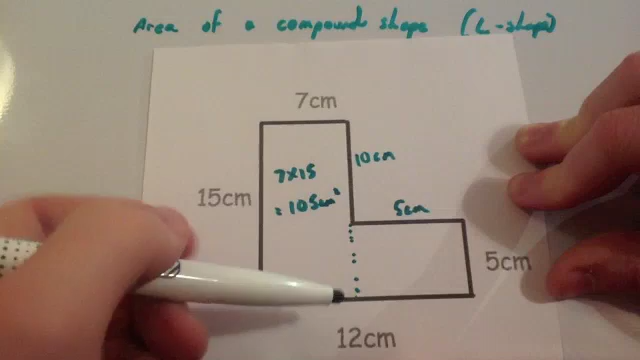 Area of a compound shape (L-shape)
7cm
10cm
7x15
15cm
= 105cm²
5cm
5cm
12cm